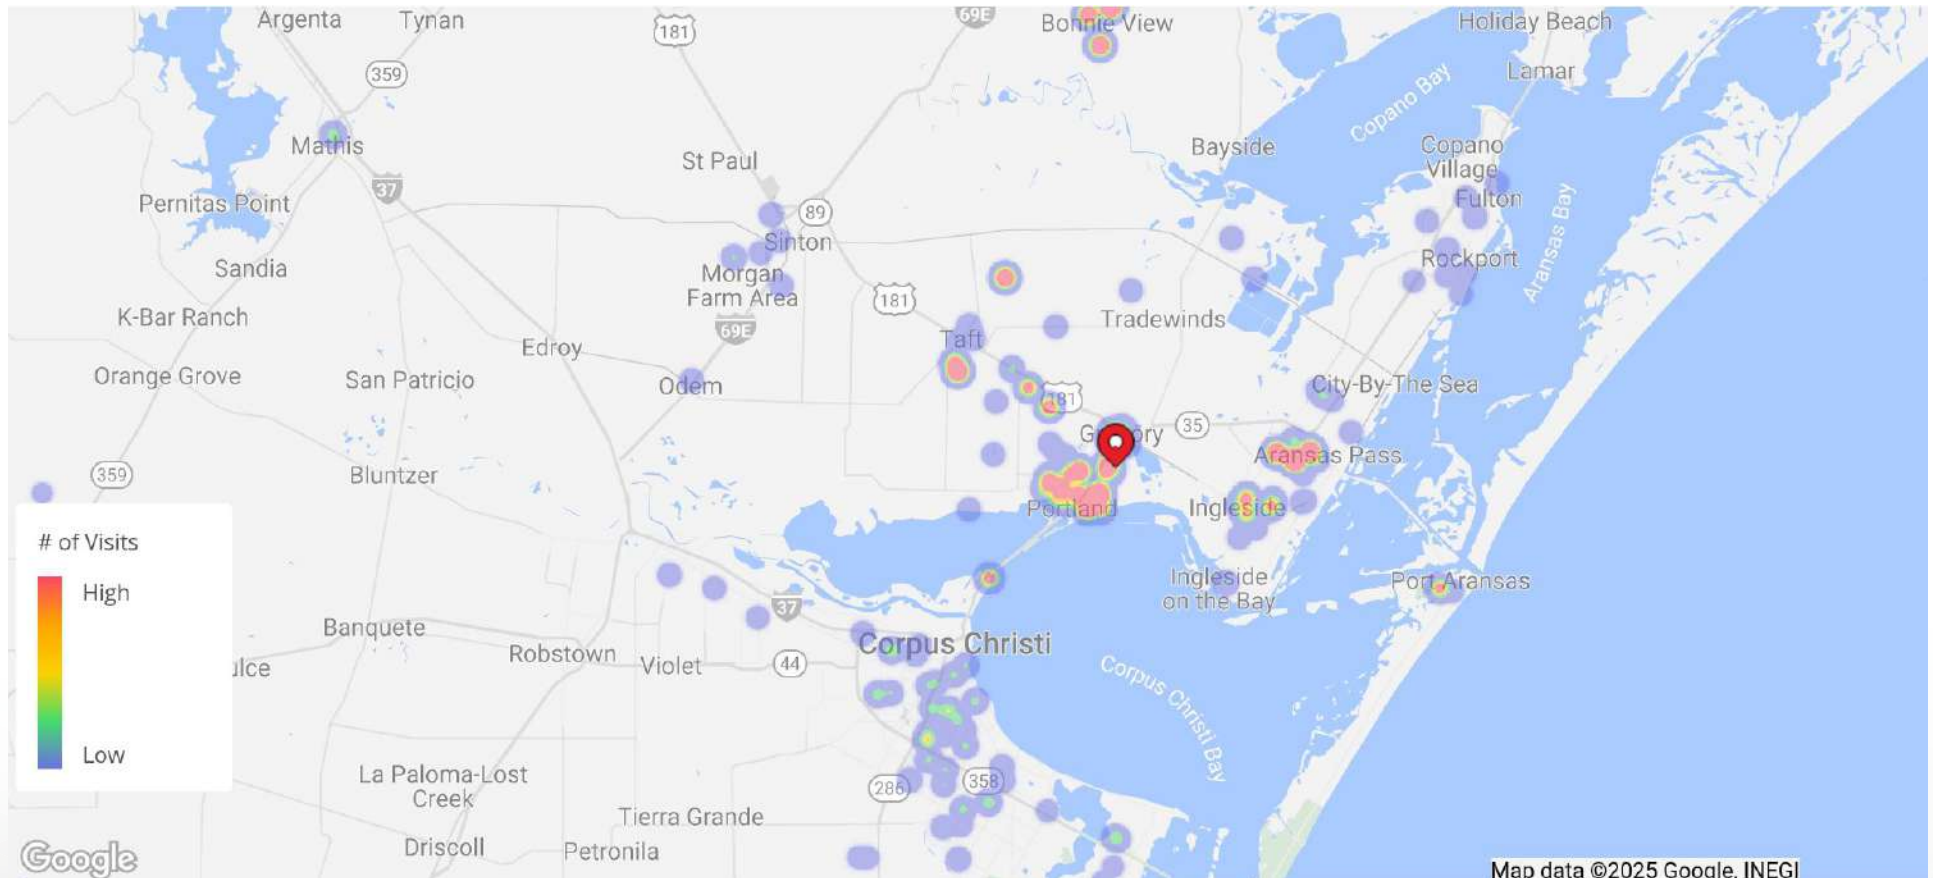 Argenta
Tynan
181
69E
Bonnie View
Holiday Beach
359
Lamar
Copano Bay
Mathis
St Paul
Bayside
Copano
Village
37
Pernitas Point
89
Fulton
Aransas Bay
Sinton
Sandia
Morgan
Farm Area
Rockport
181
K-Bar Ranch
69E
Tradewinds
Taft
Edroy
Orange Grove
San Patricio
Odem
City-By-The Sea
181
35
Aransas Pass
359
Bluntzer
Portland
Ingleside
# of Visits
High
Low
Ingleside
on the Bay
Port Aransas
37
Banquete
Corpus Christi
Robstown
Violet
44
ulce
Corpus Christi Bay
La Paloma-Lost
Creek
286
358
Tierra Grande
Driscoll
Petronila
Google
Map data ©2025 Google, INEGI